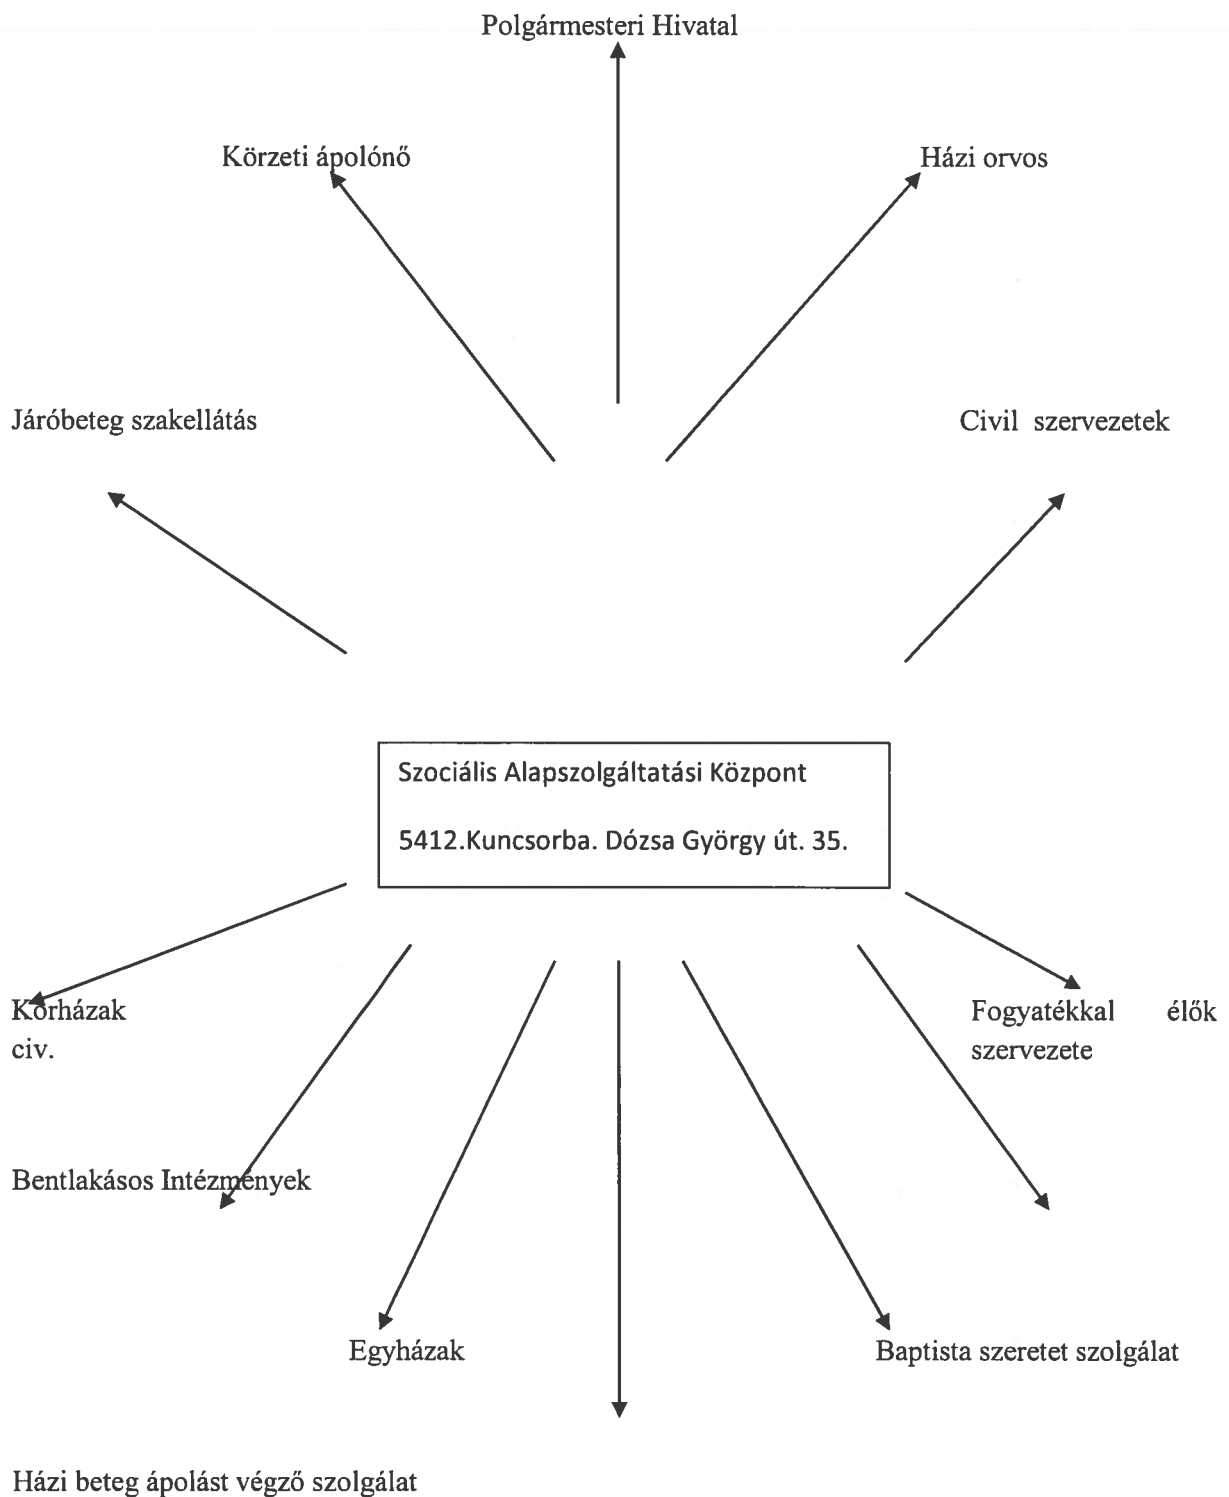 Polgármesteri Hivatal
Körzeti ápolónő
Házi orvos
Járóbeteg szakellátás
Civil szervezetek
Szociális Alapszolgáltatási Központ
5412.Kuncsorba. Dózsa György út. 35.
Kórházak
civ.
Fogyatékkal élők
szervezete
Bentlakásos Intézmények
Egyházak
Baptista szeretet szolgálat
Házi beteg ápolást végző szolgálat